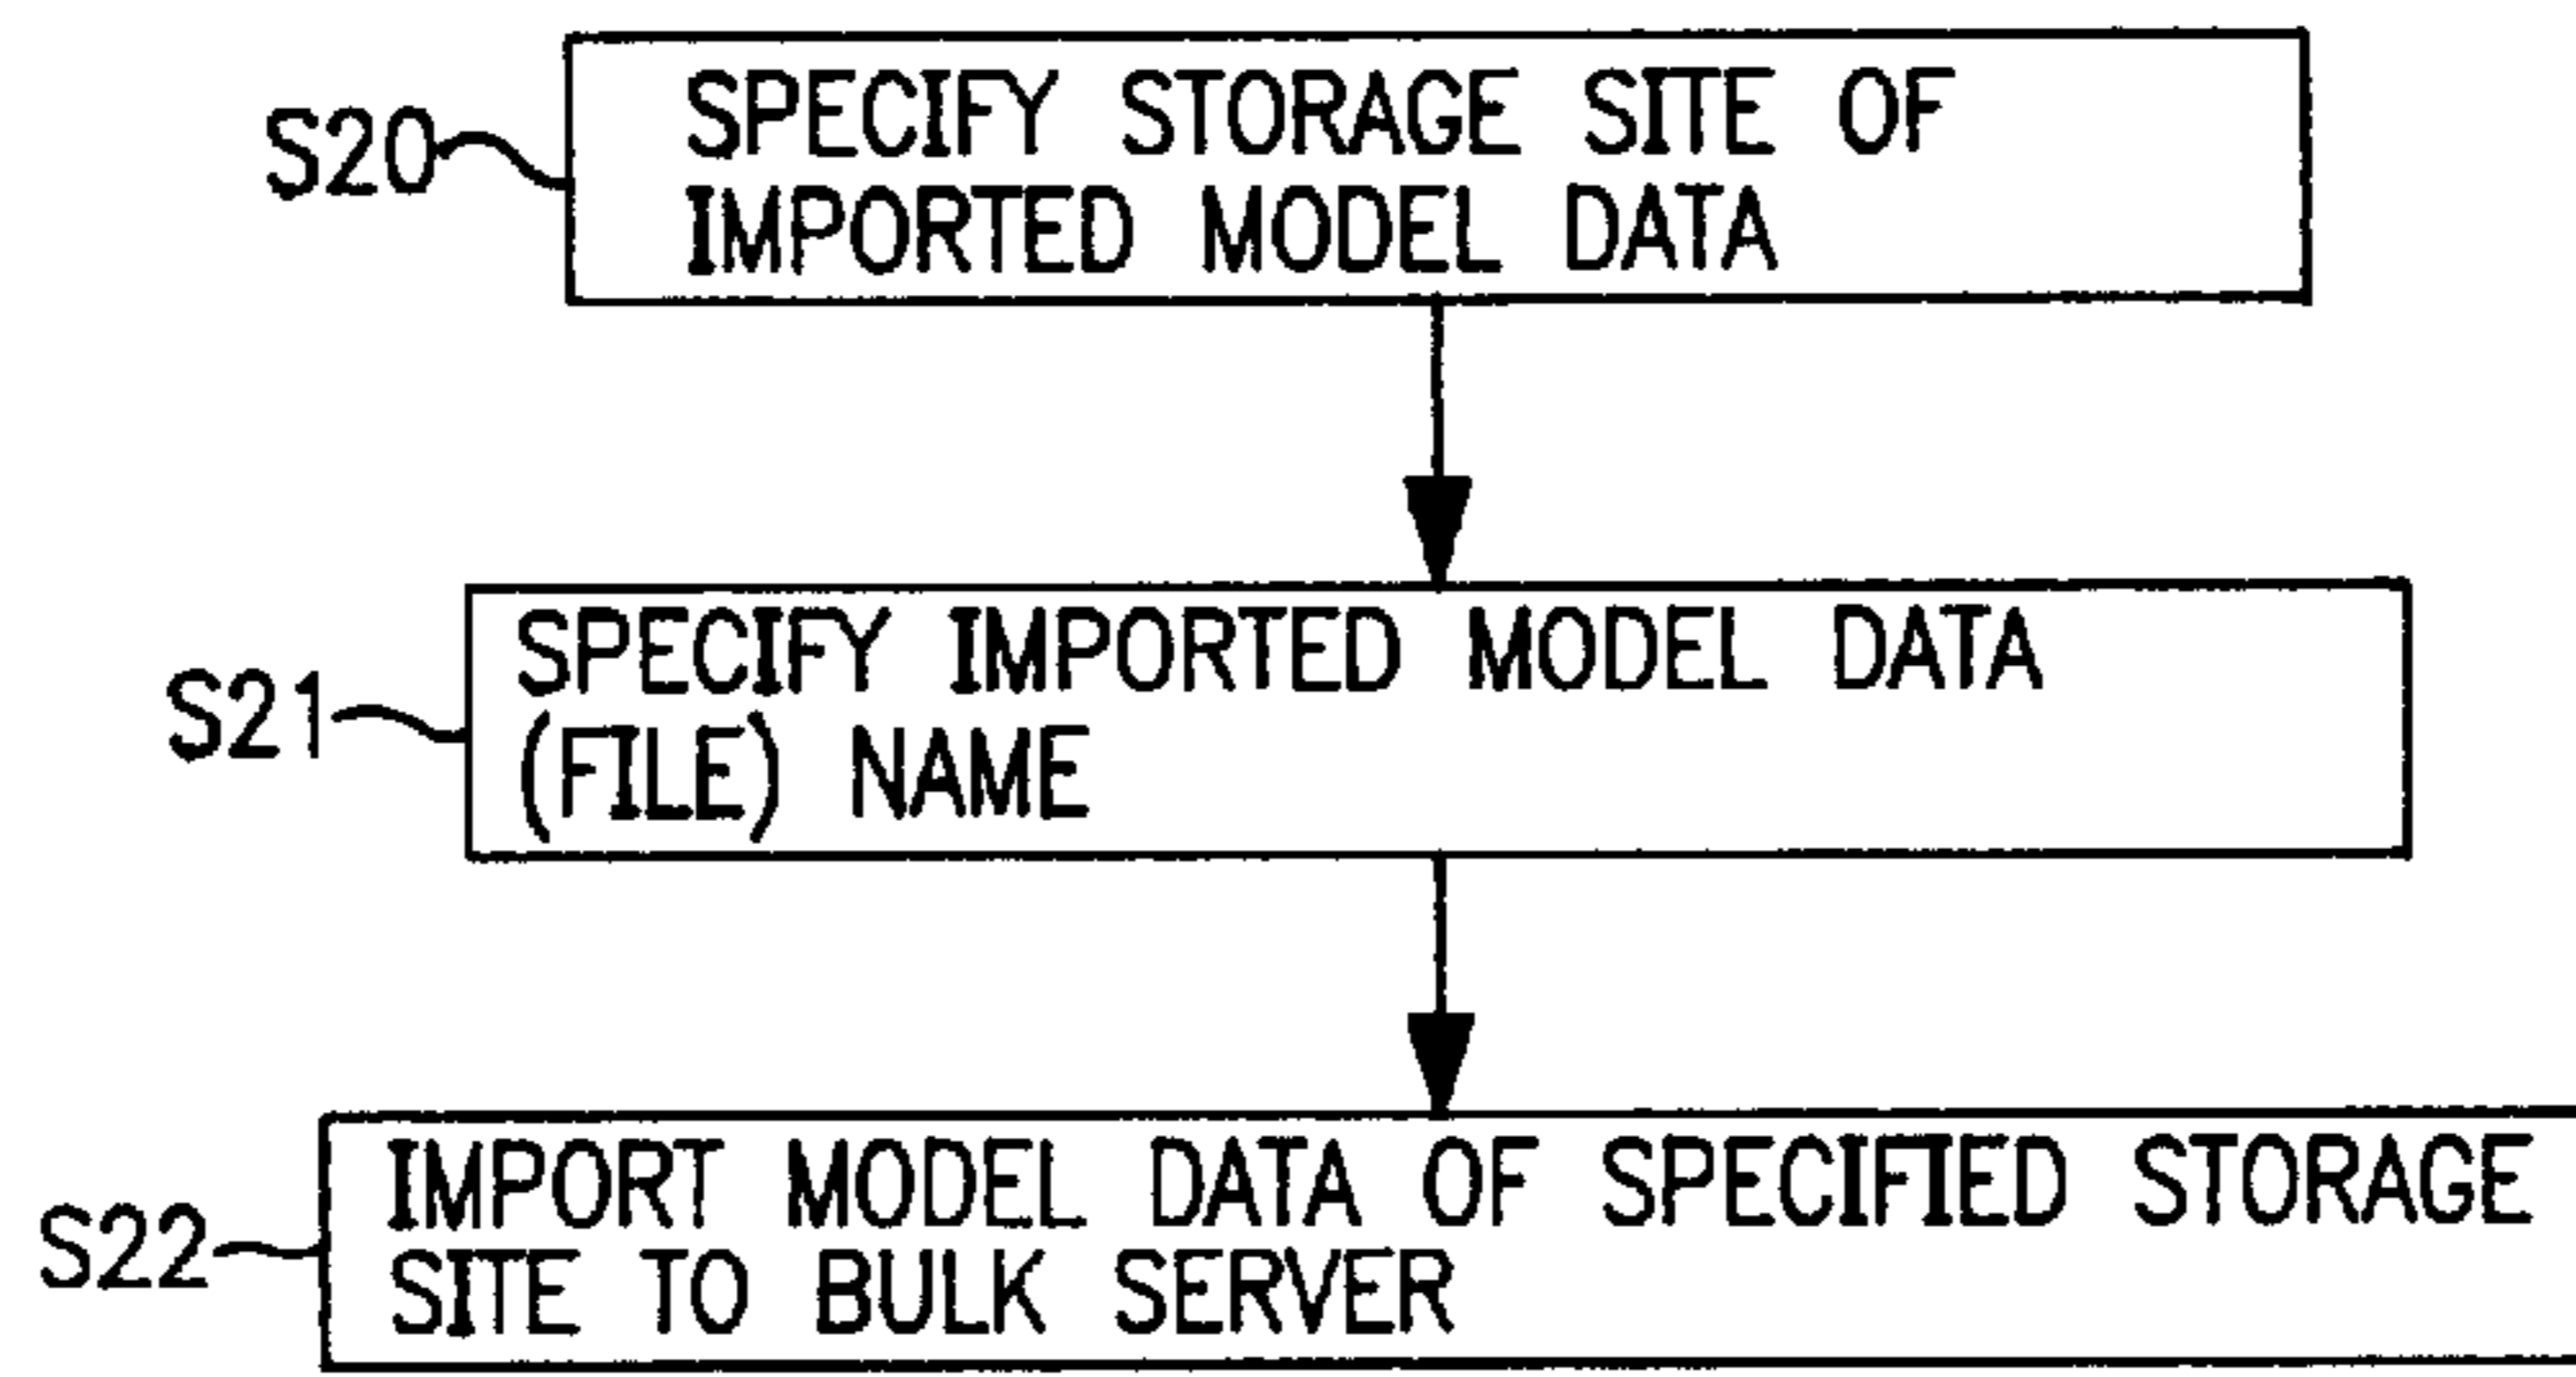 S20
SPECIFY STORAGE SITE OF
IMPORTED MODEL DATA
S21
SPECIFY IMPORTED MODEL DATA
(FILE) NAME
S22
IMPORT MODEL DATA OF SPECIFIED STORAGE
SITE TO BULK SERVER